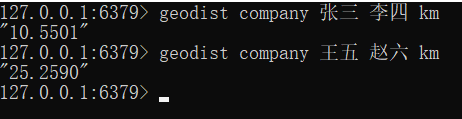 127.0.0.1:6379> geodist company 张三 李四 km
"10.5501"
127.0.0.1:6379> geodist company 王五 赵六 km
"25.2590"
127.0.0.1:6379>